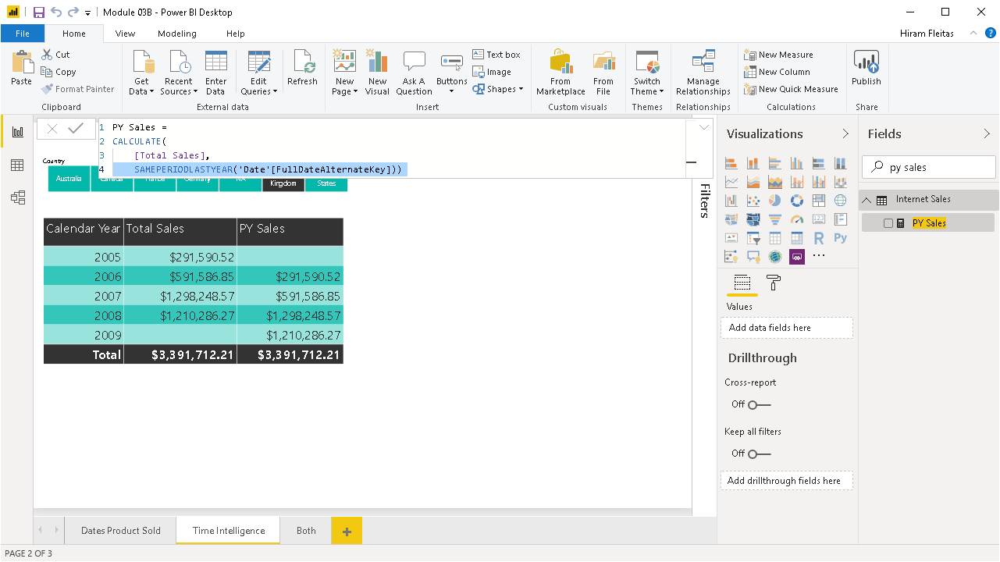 Module 03B - Power BI Desktop
File Home View Modeling Help Hiram Fleitas
Paste
Cut
Copy
Format Painter
Clipboard
Get Data
Recent Sources
Enter Data
Edit Queries
External data
Refresh
New Page
New Visual
Ask A Question
Buttons
Text box
Image
Shapes
Insert
From Marketplace
From File
Custom visuals
Switch Theme
Themes
Manage Relationships
Relationships
New Measure
New Column
New Quick Measure
Calculations
Publish
Share
1 PY Sales =
2 CALCULATE(
3 [Total Sales],
4 SAMEPERIODLASTYEAR('Date'[FullDateAlternateKey]))
Country
Australia Canada France Germany NA Kingdom States
Calendar Year Total Sales PY Sales
2005 $291,590.52
2006 $591,586.85 $291,590.52
2007 $1,298,248.57 $591,586.85
2008 $1,210,286.27 $1,298,248.57
2009 $1,210,286.27
Total $3,391,712.21 $3,391,712.21
Filters
Visualizations
R Py
123
Values
Add data fields here
Drillthrough
Cross-report
Off
Keep all filters
Off
Add drillthrough fields here
Fields
py sales
Internet Sales
PY Sales
Dates Product Sold Time Intelligence Both
PAGE 2 OF 3